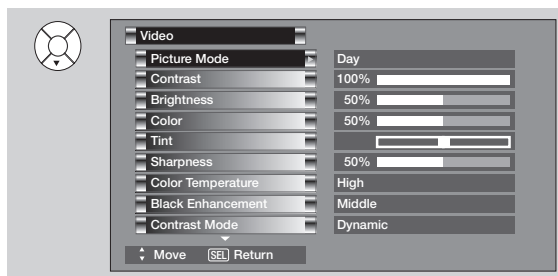 Video
Picture Mode Day
Contrast 100%
Brightness 50%
Color 50%
Tint
Sharpness 50%
Color Temperature High
Black Enhancement Middle
Contrast Mode Dynamic
Move SEL Return